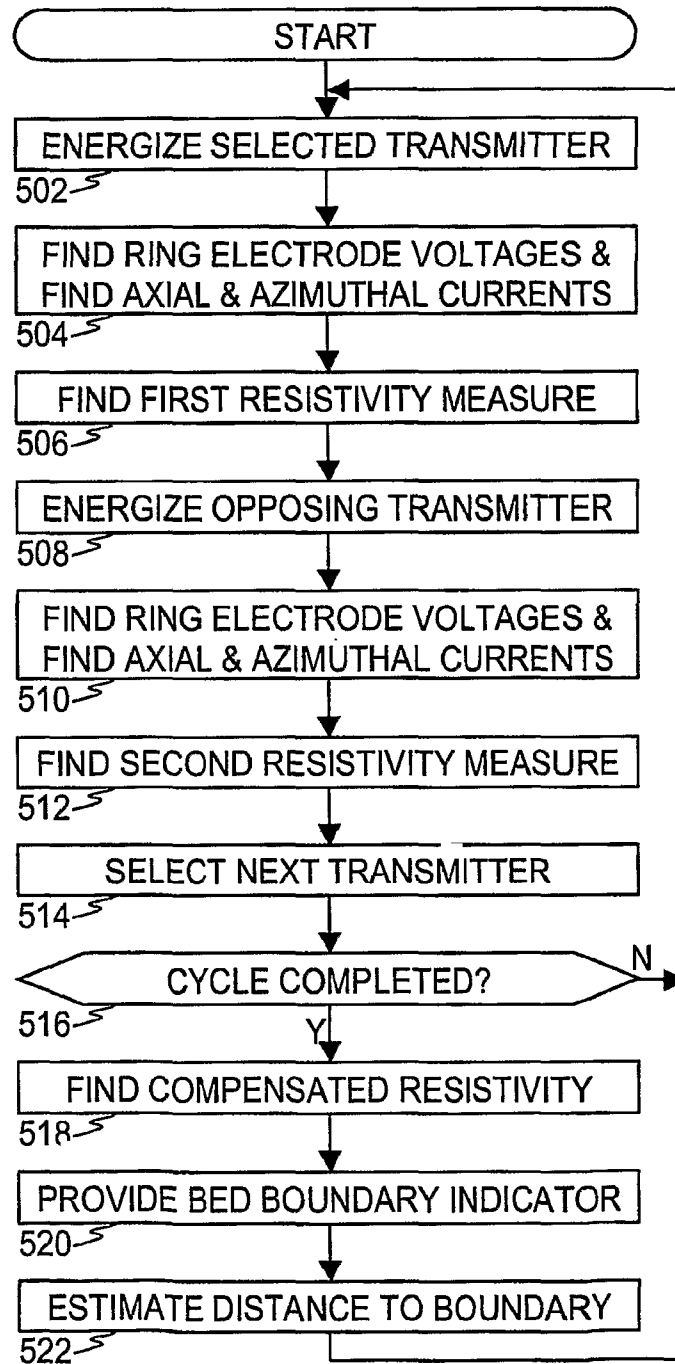 START
ENERGIZE SELECTED TRANSMITTER
502
FIND RING ELECTRODE VOLTAGES &
FIND AXIAL & AZIMUTHAL CURRENTS
504
FIND FIRST RESISTIVITY MEASURE
506
ENERGIZE OPPOSING TRANSMITTER
508
FIND RING ELECTRODE VOLTAGES &
FIND AXIAL & AZIMUTHAL CURRENTS
510
FIND SECOND RESISTIVITY MEASURE
512
SELECT NEXT TRANSMITTER
514
CYCLE COMPLETED?
N
516
Y
FIND COMPENSATED RESISTIVITY
518
PROVIDE BED BOUNDARY INDICATOR
520
ESTIMATE DISTANCE TO BOUNDARY
522